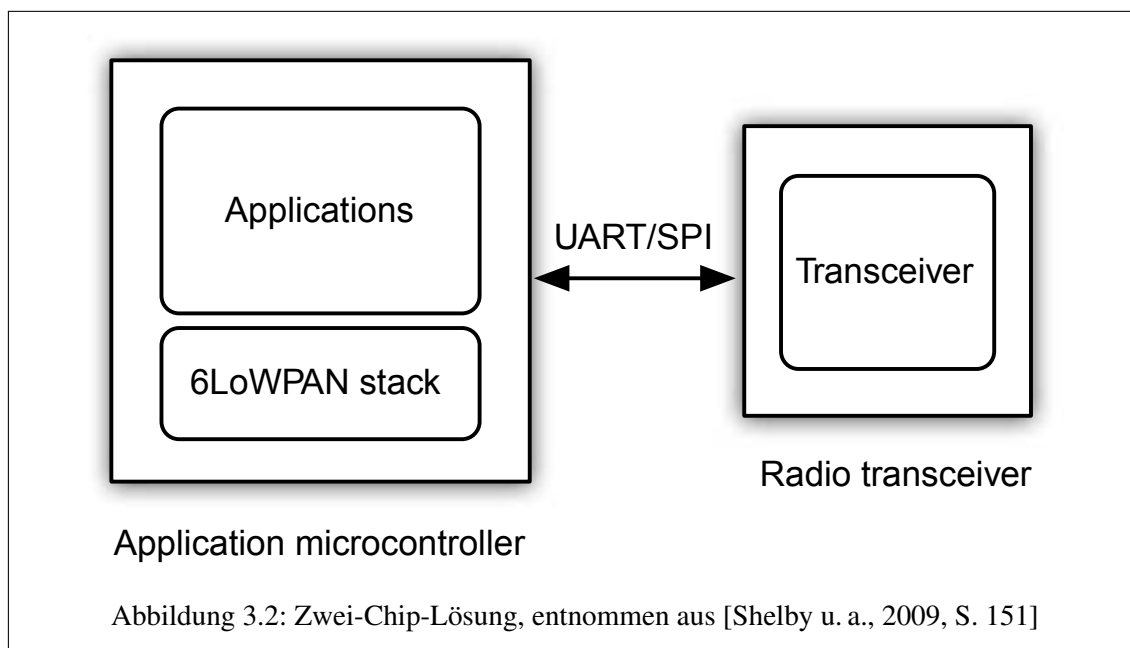 Applications
6LoWPAN stack
UART/SPI
Transceiver
Radio transceiver
Application microcontroller
Abbildung 3.2: Zwei-Chip-Lösung, entnommen aus [Shelby u. a., 2009, S. 151]